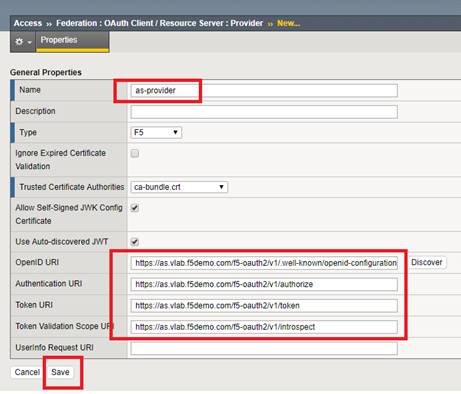 Access ›› Federation : OAuth Client / Resource Server : Provider ›› New...
Properties
General Properties
Name as-provider
Description
Type F5
Ignore Expired Certificate
Validation
Trusted Certificate Authorities ca-bundle.crt
Allow Self-Signed JWK Config
Certificate
Use Auto-discovered JWT
OpenID URI https://as.vlab.f5demo.com/f5-oauth2/v1/.well-known/openid-configuration Discover
Authentication URI https://as.vlab.f5demo.com/f5-oauth2/v1/authorize
Token URI https://as.vlab.f5demo.com/f5-oauth2/v1/token
Token Validation Scope URI https://as.vlab.f5demo.com/f5-oauth2/v1/introspect
UserInfo Request URI
Cancel Save